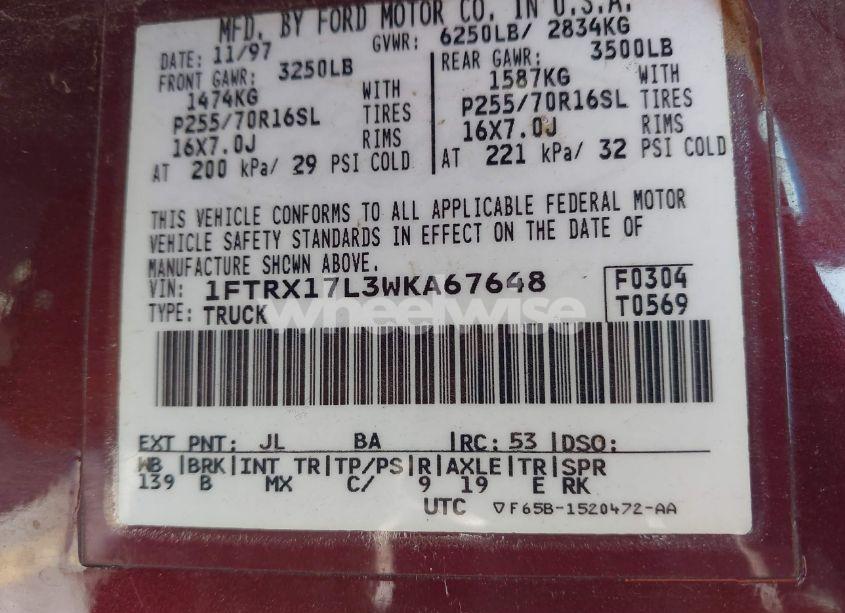 MFD. BY FORD MOTOR CO. IN U.S.A.
DATE: 11/97 GVWR: 6250LB/ 2834KG
FRONT GAWR: 3250LB REAR GAWR: 3500LB
1474KG WITH 1587KG WITH
P255/70R16SL TIRES P255/70R16SL TIRES
16X7.0J RIMS 16X7.0J RIMS
AT 200 kPa/ 29 PSI COLD AT 221 kPa/ 32 PSI COLD
THIS VEHICLE CONFORMS TO ALL APPLICABLE FEDERAL MOTOR
VEHICLE SAFETY STANDARDS IN EFFECT ON THE DATE OF
MANUFACTURE SHOWN ABOVE.
VIN: 1FTRX17L3WKA67648 F0304
TYPE: TRUCK T0569
wheelwise
EXT PNT: JL BA RC: 53 DSO:
WB BRK INT TR TP/PS R AXLE TR SPR
139 B MX C/ 9 19 E RK
UTC ▽F65B-1520472-AA